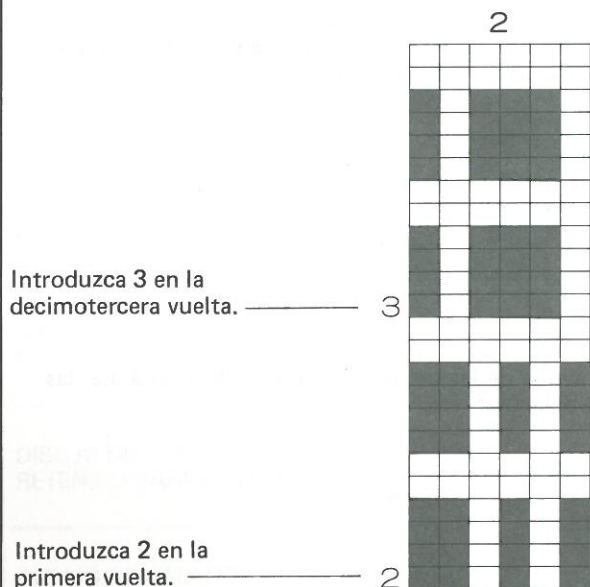 2
Introduzca 3 en la
decimotercera vuelta.
3
Introduzca 2 en la
primera vuelta.
2